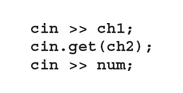 cin >> ch1;
cin.get(ch2);
cin >> num;